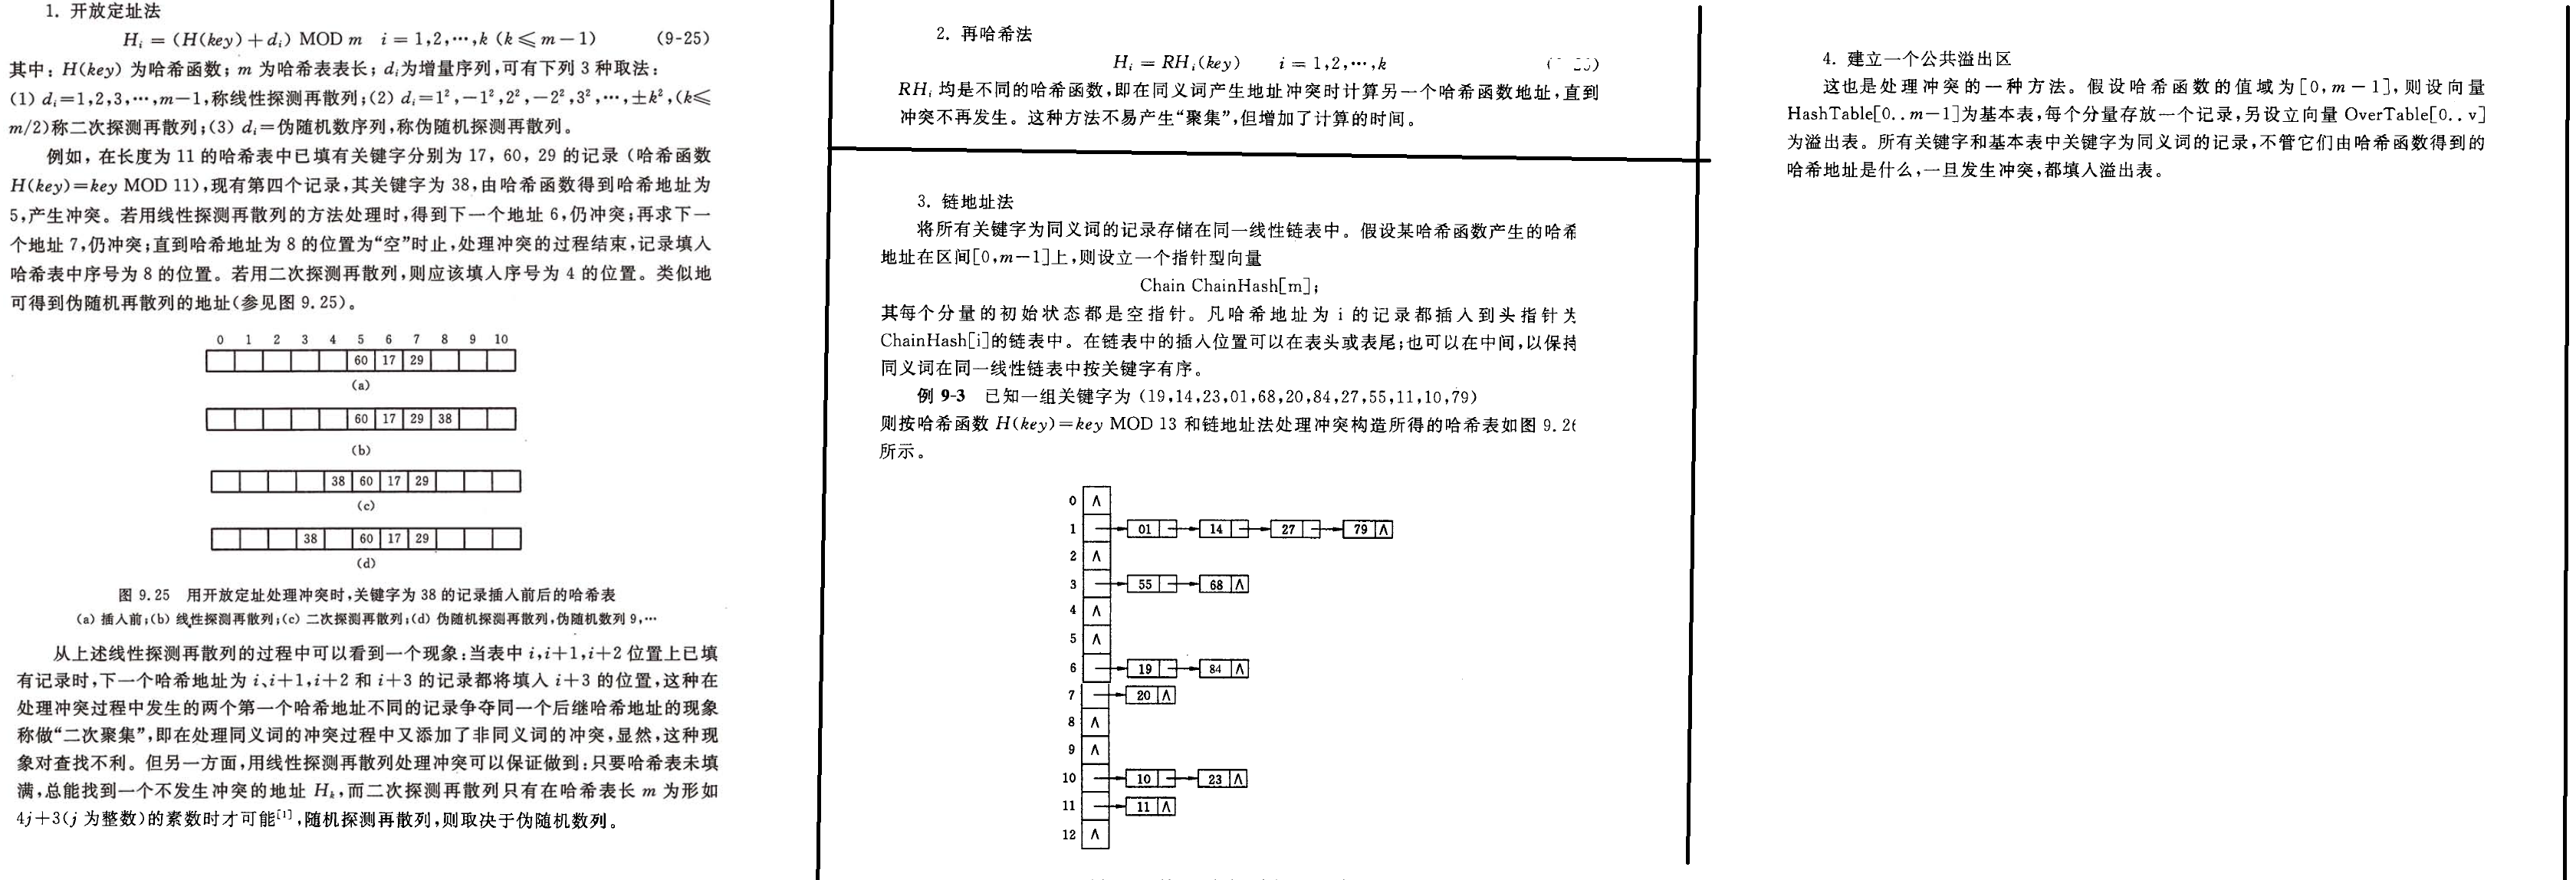 1. 开放定址法
Hᵢ = (H(key)+dᵢ) MOD m i = 1,2,⋯,k (k⩽m−1) (9-25)
其中：H(key) 为哈希函数；m 为哈希表表长；dᵢ为增量序列,可有下列 3 种取法：
(1) dᵢ=1,2,3,⋯,m−1,称线性探测再散列;(2) dᵢ=1²,−1²,2²,−2²,3²,⋯,±k²,(k⩽
m/2)称二次探测再散列;(3) dᵢ=伪随机数序列,称伪随机探测再散列。
例如，在长度为 11 的哈希表中已填有关键字分别为 17，60，29 的记录（哈希函数
H(key)=key MOD 11),现有第四个记录,其关键字为 38,由哈希函数得到哈希地址为
5,产生冲突。若用线性探测再散列的方法处理时,得到下一个地址 6,仍冲突;再求下一
个地址 7,仍冲突;直到哈希地址为 8 的位置为“空”时止,处理冲突的过程结束,记录填入
哈希表中序号为 8 的位置。若用二次探测再散列,则应该填入序号为 4 的位置。类似地
可得到伪随机再散列的地址(参见图 9.25)。
0 1 2 3 4 5 6 7 8 9 10
60 17 29
(a)
60 17 29 38
(b)
38 60 17 29
(c)
38 60 17 29
(d)
图 9.25 用开放定址处理冲突时,关键字为 38 的记录插入前后的哈希表
(a) 插入前;(b) 线性探测再散列;(c) 二次探测再散列;(d) 伪随机探测再散列,伪随机数列 9,⋯
从上述线性探测再散列的过程中可以看到一个现象:当表中 i,i+1,i+2 位置上已填
有记录时,下一个哈希地址为 i、i+1,i+2 和 i+3 的记录都将填入 i+3 的位置,这种在
处理冲突过程中发生的两个第一个哈希地址不同的记录争夺同一个后继哈希地址的现象
称做“二次聚集”,即在处理同义词的冲突过程中又添加了非同义词的冲突,显然,这种现
象对查找不利。但另一方面,用线性探测再散列处理冲突可以保证做到:只要哈希表未填
满,总能找到一个不发生冲突的地址 Hₖ,而二次探测再散列只有在哈希表长 m 为形如
4j+3(j 为整数)的素数时才可能[1],随机探测再散列,则取决于伪随机数列。
2. 再哈希法
Hᵢ = RHᵢ(key) i = 1,2,⋯,k
RHᵢ 均是不同的哈希函数,即在同义词产生地址冲突时计算另一个哈希函数地址,直到
冲突不再发生。这种方法不易产生“聚集”,但增加了计算的时间。
3. 链地址法
将所有关键字为同义词的记录存储在同一线性链表中。假设某哈希函数产生的哈希
地址在区间[0,m−1]上,则设立一个指针型向量
Chain ChainHash[m];
其每个分量的初始状态都是空指针。凡哈希地址为 i 的记录都插入到头指针为
ChainHash[i]的链表中。在链表中的插入位置可以在表头或表尾;也可以在中间,以保持
同义词在同一线性链表中按关键字有序。
例 9-3 已知一组关键字为 (19,14,23,01,68,20,84,27,55,11,10,79)
则按哈希函数 H(key)=key MOD 13 和链地址法处理冲突构造所得的哈希表如图 9.26
所示。
0 ∧
1 01 14 27 79 ∧
2 ∧
3 55 68 ∧
4 ∧
5 ∧
6 19 84 ∧
7 20 ∧
8 ∧
9 ∧
10 10 23 ∧
11 11 ∧
12 ∧
4. 建立一个公共溢出区
这也是处理冲突的一种方法。假设哈希函数的值域为[0, m − 1],则设向量
HashTable[0..m−1]为基本表,每个分量存放一个记录,另设立向量 OverTable[0..v]
为溢出表。所有关键字和基本表中关键字为同义词的记录,不管它们由哈希函数得到的
哈希地址是什么,一旦发生冲突,都填入溢出表。